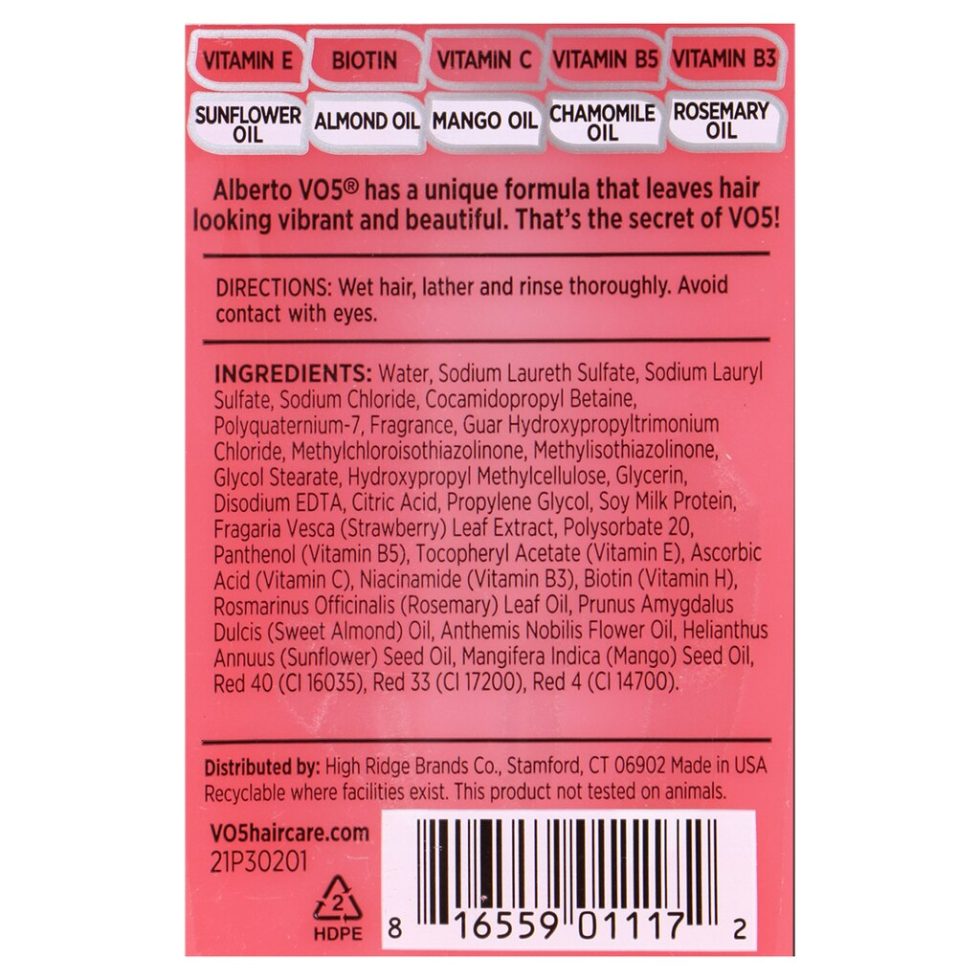 VITAMIN E BIOTIN VITAMIN C VITAMIN B5 VITAMIN B3
SUNFLOWER OIL ALMOND OIL MANGO OIL CHAMOMILE OIL ROSEMARY OIL
Alberto VO5® has a unique formula that leaves hair
looking vibrant and beautiful. That's the secret of VO5!
DIRECTIONS: Wet hair, lather and rinse thoroughly. Avoid
contact with eyes.
INGREDIENTS: Water, Sodium Laureth Sulfate, Sodium Lauryl
Sulfate, Sodium Chloride, Cocamidopropyl Betaine,
Polyquaternium-7, Fragrance, Guar Hydroxypropyltrimonium
Chloride, Methylchloroisothiazolinone, Methylisothiazolinone,
Glycol Stearate, Hydroxypropyl Methylcellulose, Glycerin,
Disodium EDTA, Citric Acid, Propylene Glycol, Soy Milk Protein,
Fragaria Vesca (Strawberry) Leaf Extract, Polysorbate 20,
Panthenol (Vitamin B5), Tocopheryl Acetate (Vitamin E), Ascorbic
Acid (Vitamin C), Niacinamide (Vitamin B3), Biotin (Vitamin H),
Rosmarinus Officinalis (Rosemary) Leaf Oil, Prunus Amygdalus
Dulcis (Sweet Almond) Oil, Anthemis Nobilis Flower Oil, Helianthus
Annuus (Sunflower) Seed Oil, Mangifera Indica (Mango) Seed Oil,
Red 40 (CI 16035), Red 33 (CI 17200), Red 4 (CI 14700).
Distributed by: High Ridge Brands Co., Stamford, CT 06902 Made in USA
Recyclable where facilities exist. This product not tested on animals.
VO5haircare.com
21P30201
2
HDPE
8 16559 01117 2